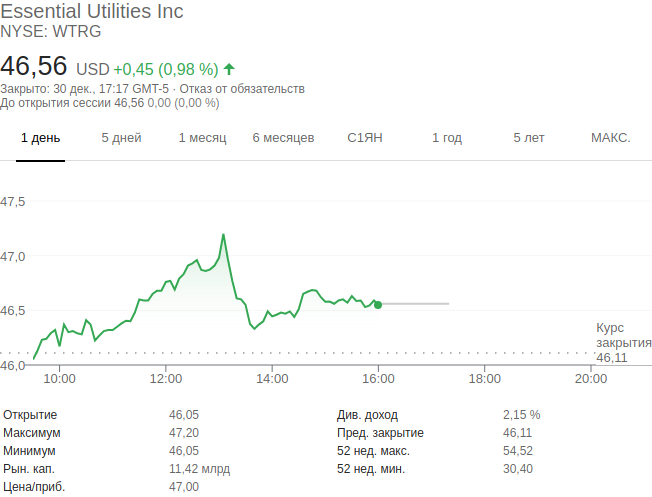 Essential Utilities Inc
NYSE: WTRG
46,56 USD +0,45 (0,98 %)
Закрыто: 30 дек., 17:17 GMT-5 · Отказ от обязательств
До открытия сессии 46,56 0,00 (0,00 %)
1 день 5 дней 1 месяц 6 месяцев С1ЯН 1 год 5 лет МАКС.
47,5
47,0
46,5
46,0
Курс
закрытия
46,11
10:00 12:00 14:00 16:00 18:00 20:00
Открытие 46,05 Див. доход 2,15 %
Максимум 47,20 Пред. закрытие 46,11
Минимум 46,05 52 нед. макс. 54,52
Рын. кап. 11,42 млрд 52 нед. мин. 30,40
Цена/приб. 47,00